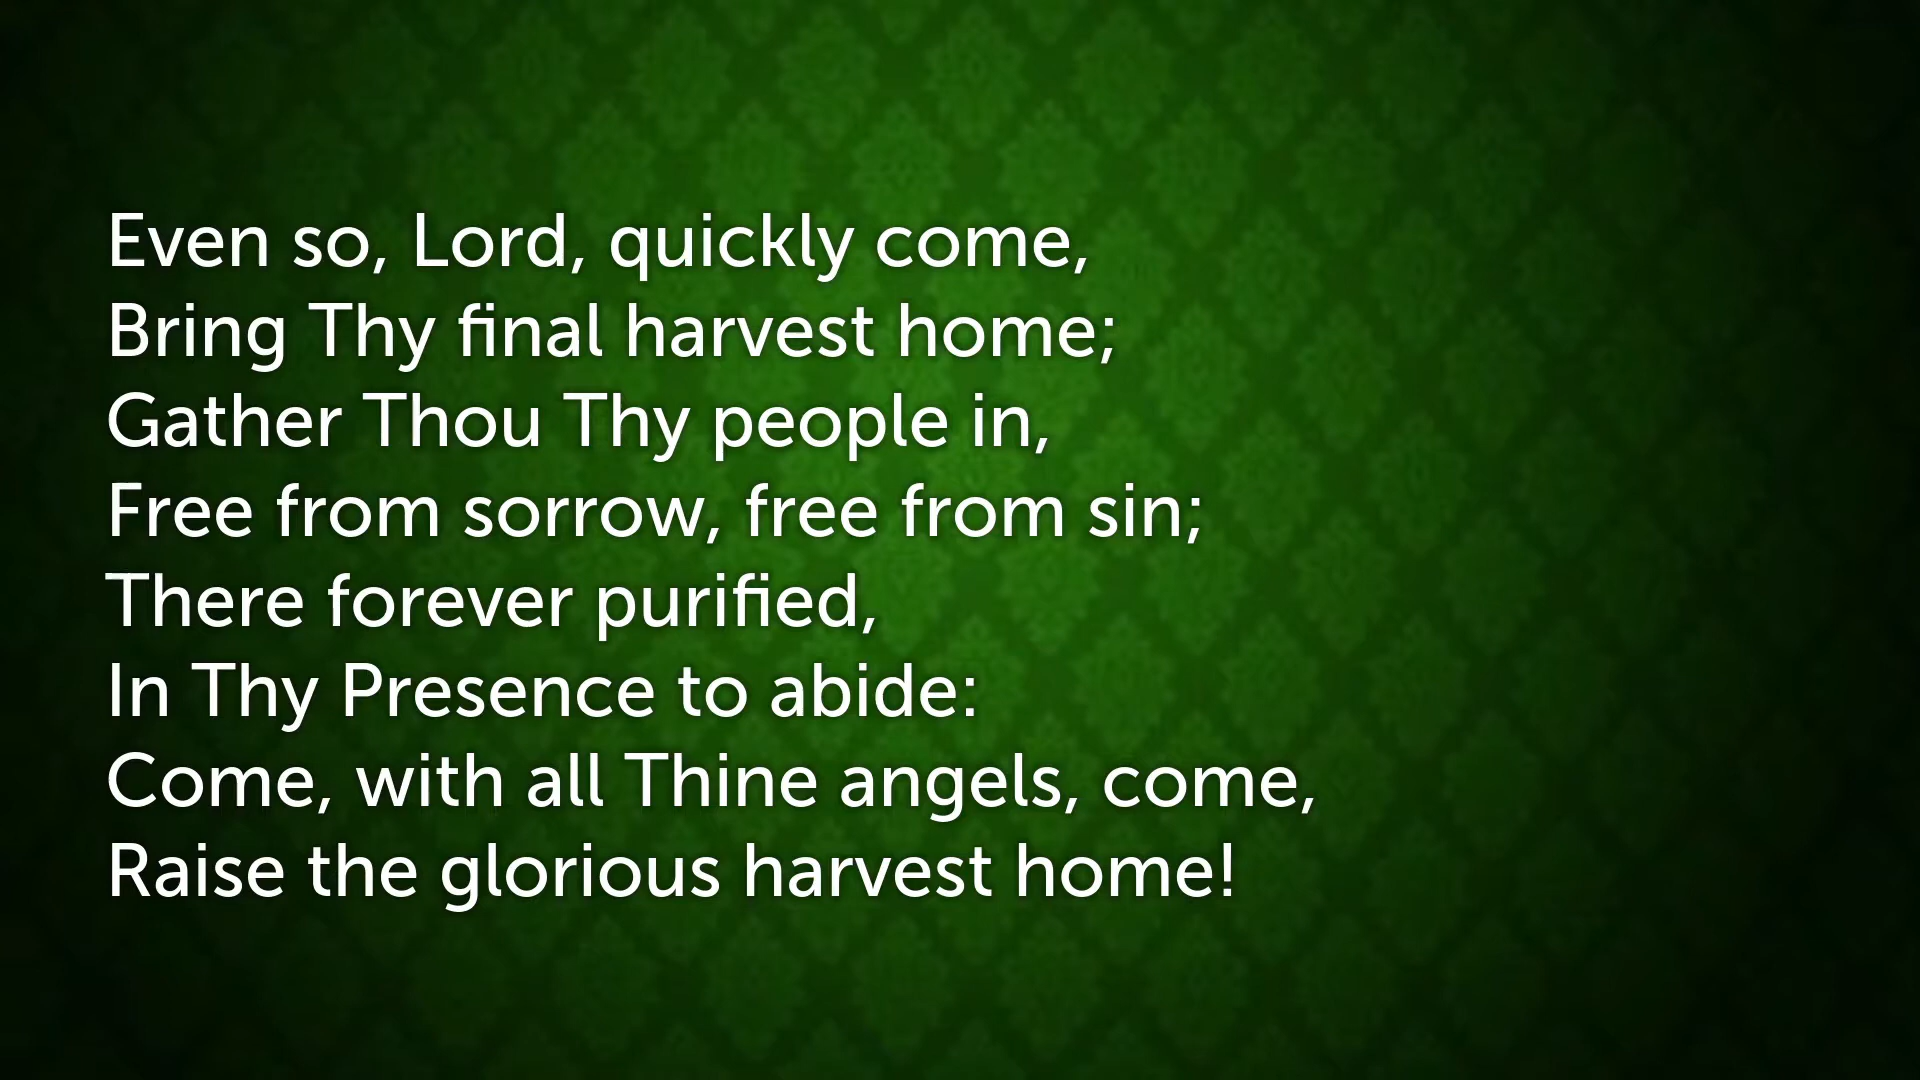 Even so, Lord, quickly come,
Bring Thy final harvest home;
Gather Thou Thy people in,
Free from sorrow, free from sin;
There forever purified,
In Thy Presence to abide:
Come, with all Thine angels, come,
Raise the glorious harvest home!